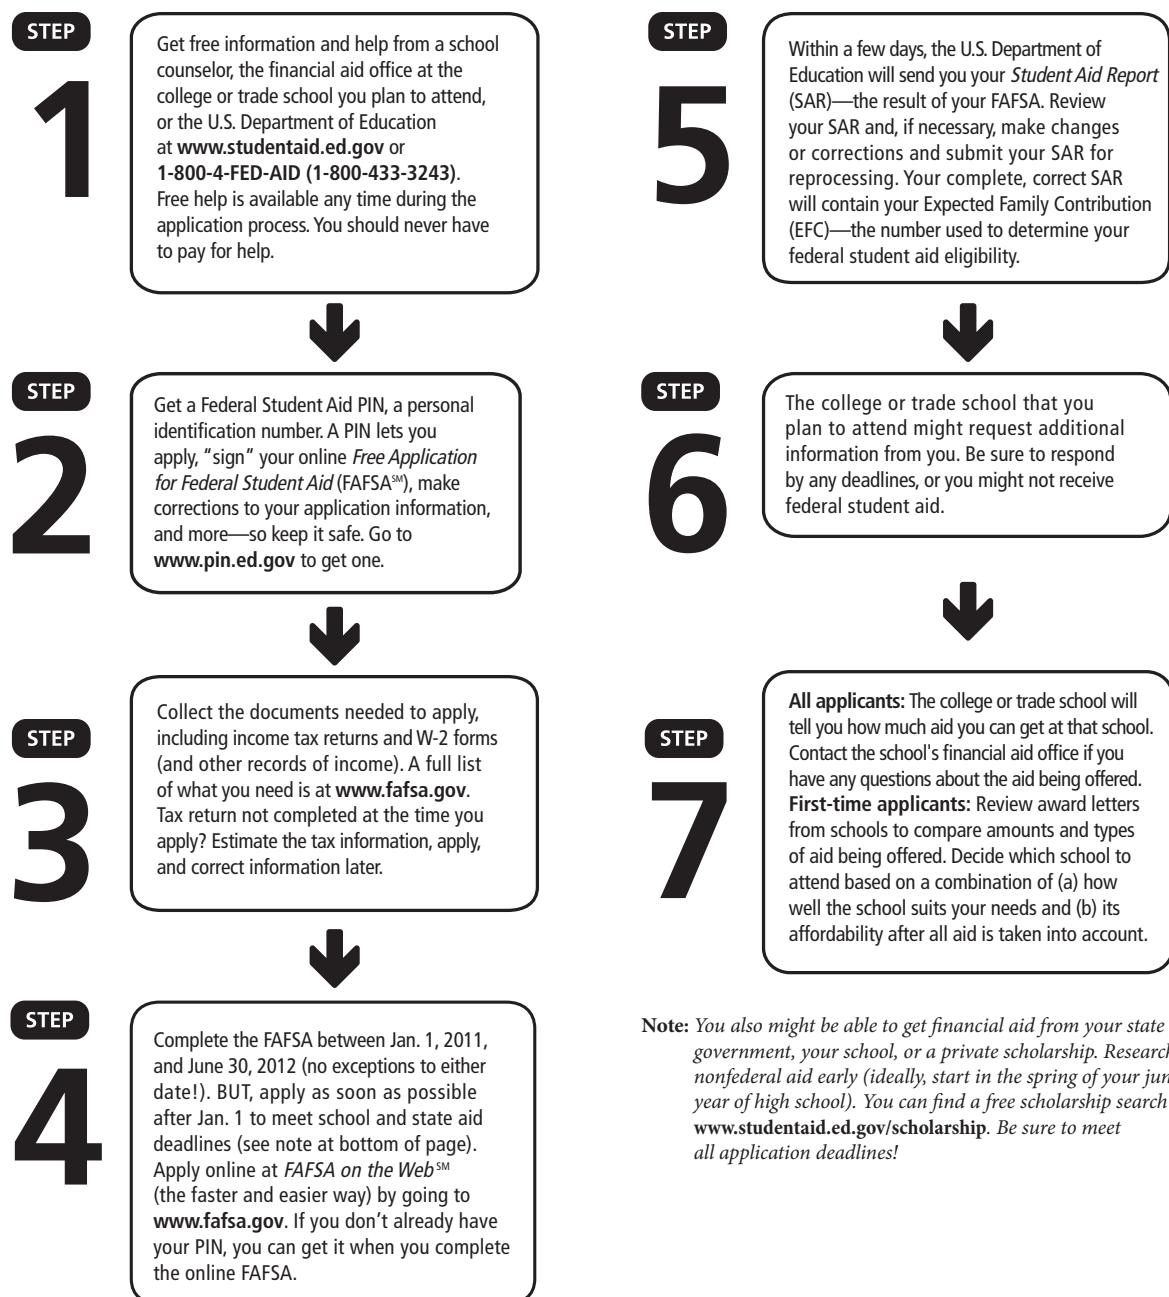 STEP
1
Get free information and help from a school
counselor, the financial aid office at the
college or trade school you plan to attend,
or the U.S. Department of Education
at www.studentaid.ed.gov or
1-800-4-FED-AID (1-800-433-3243).
Free help is available any time during the
application process. You should never have
to pay for help.
STEP
2
Get a Federal Student Aid PIN, a personal
identification number. A PIN lets you
apply, “sign” your online Free Application
for Federal Student Aid (FAFSA℠), make
corrections to your application information,
and more—so keep it safe. Go to
www.pin.ed.gov to get one.
STEP
3
Collect the documents needed to apply,
including income tax returns and W-2 forms
(and other records of income). A full list
of what you need is at www.fafsa.gov.
Tax return not completed at the time you
apply? Estimate the tax information, apply,
and correct information later.
STEP
4
Complete the FAFSA between Jan. 1, 2011,
and June 30, 2012 (no exceptions to either
date!). BUT, apply as soon as possible
after Jan. 1 to meet school and state aid
deadlines (see note at bottom of page).
Apply online at FAFSA on the Web℠
(the faster and easier way) by going to
www.fafsa.gov. If you don’t already have
your PIN, you can get it when you complete
the online FAFSA.
STEP
5
Within a few days, the U.S. Department of
Education will send you your Student Aid Report
(SAR)—the result of your FAFSA. Review
your SAR and, if necessary, make changes
or corrections and submit your SAR for
reprocessing. Your complete, correct SAR
will contain your Expected Family Contribution
(EFC)—the number used to determine your
federal student aid eligibility.
STEP
6
The college or trade school that you
plan to attend might request additional
information from you. Be sure to respond
by any deadlines, or you might not receive
federal student aid.
STEP
7
All applicants: The college or trade school will
tell you how much aid you can get at that school.
Contact the school's financial aid office if you
have any questions about the aid being offered.
First-time applicants: Review award letters
from schools to compare amounts and types
of aid being offered. Decide which school to
attend based on a combination of (a) how
well the school suits your needs and (b) its
affordability after all aid is taken into account.
Note: You also might be able to get financial aid from your state
government, your school, or a private scholarship. Research
nonfederal aid early (ideally, start in the spring of your
year of high school). You can find a free scholarship search
www.studentaid.ed.gov/scholarship. Be sure to meet
all application deadlines!